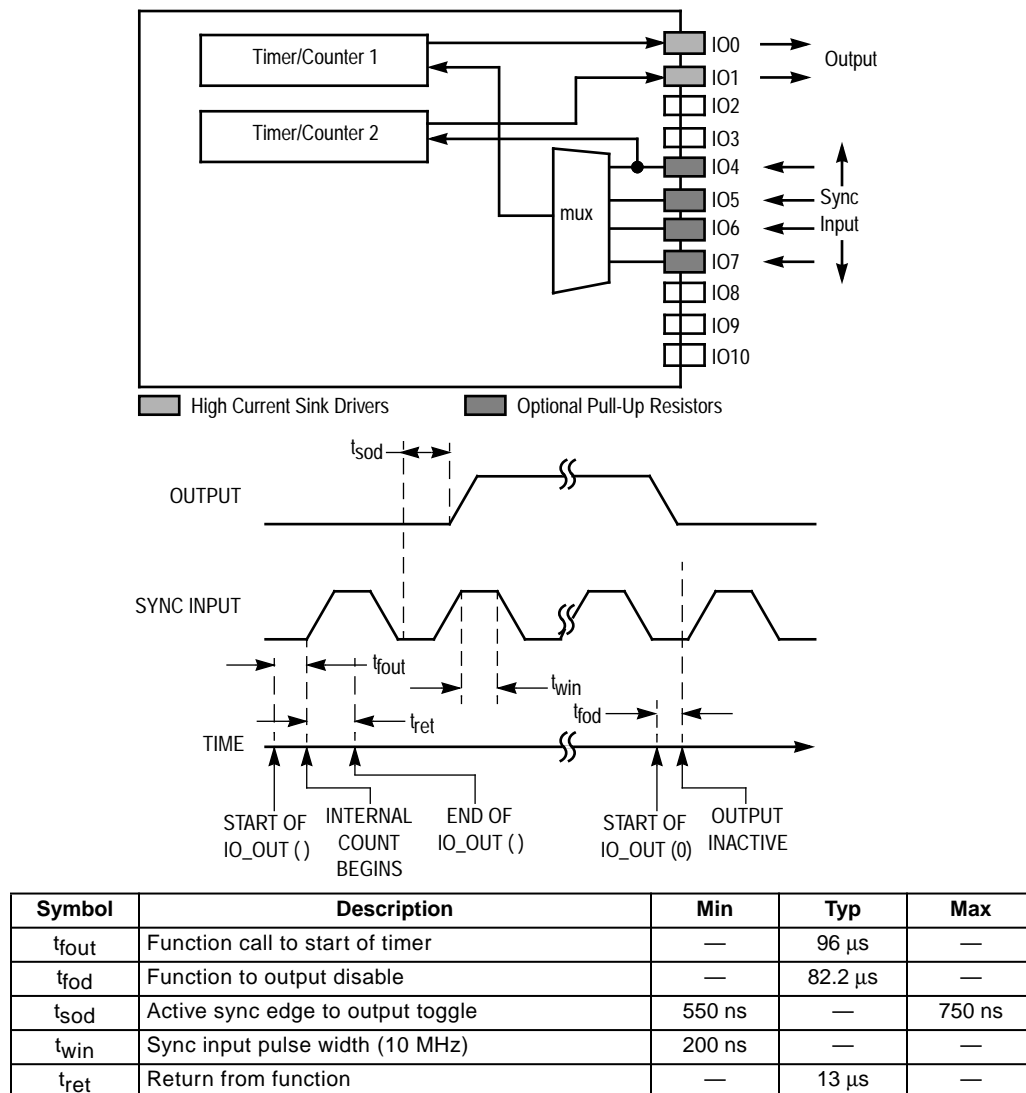 Timer/Counter 1
Timer/Counter 2
mux
IO0
IO1
IO2
IO3
IO4
IO5
IO6
IO7
IO8
IO9
IO10
Output
Sync
Input
High Current Sink Drivers
Optional Pull-Up Resistors
tsod
OUTPUT
SYNC INPUT
tfout
twin
tret
tfod
TIME
START OF
IO_OUT ( )
INTERNAL
COUNT
BEGINS
END OF
IO_OUT ( )
START OF
IO_OUT (0)
OUTPUT
INACTIVE
Symbol Description Min Typ Max
tfout Function call to start of timer — 96 μs —
tfod Function to output disable — 82.2 μs —
tsod Active sync edge to output toggle 550 ns — 750 ns
twin Sync input pulse width (10 MHz) 200 ns — —
tret Return from function — 13 μs —